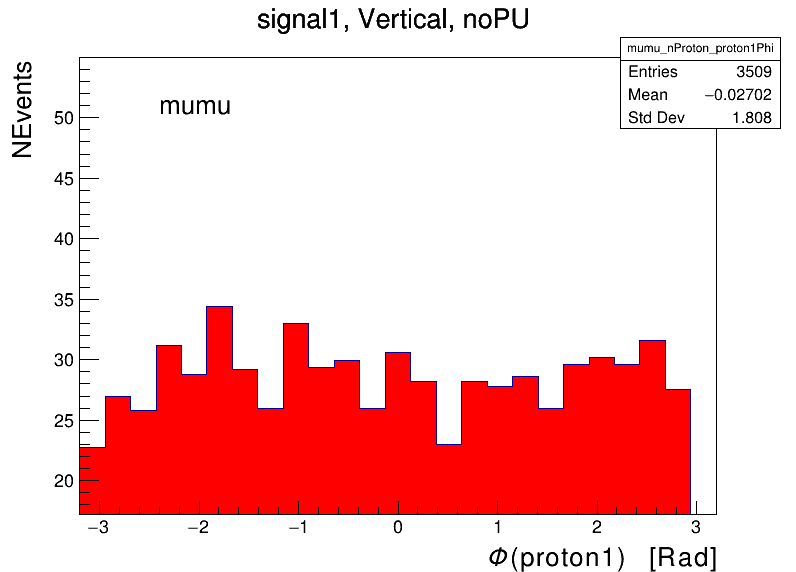 signal1, Vertical, noPU
mumu_nProton_proton1Phi
Entries 3509
Mean −0.02702
Std Dev 1.808
NEvents
mumu
50
45
40
35
30
25
20
−3 −2 −1 0 1 2 3
Φ(proton1) [Rad]